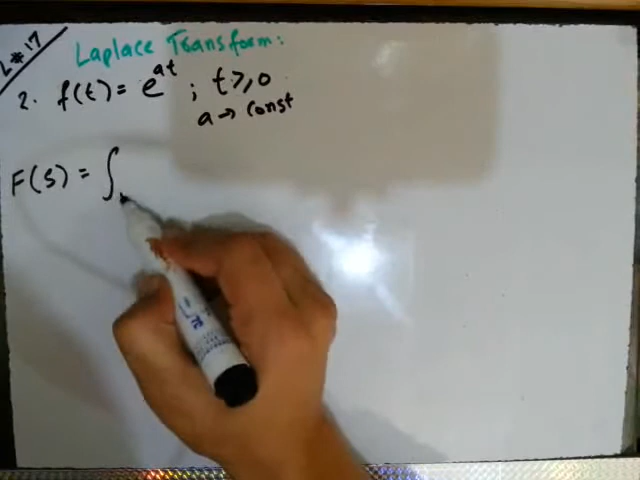 L#17
Laplace Transform:
2. f(t) = e^{at} ; t ≥ 0
a → Const
F(s) = ∫